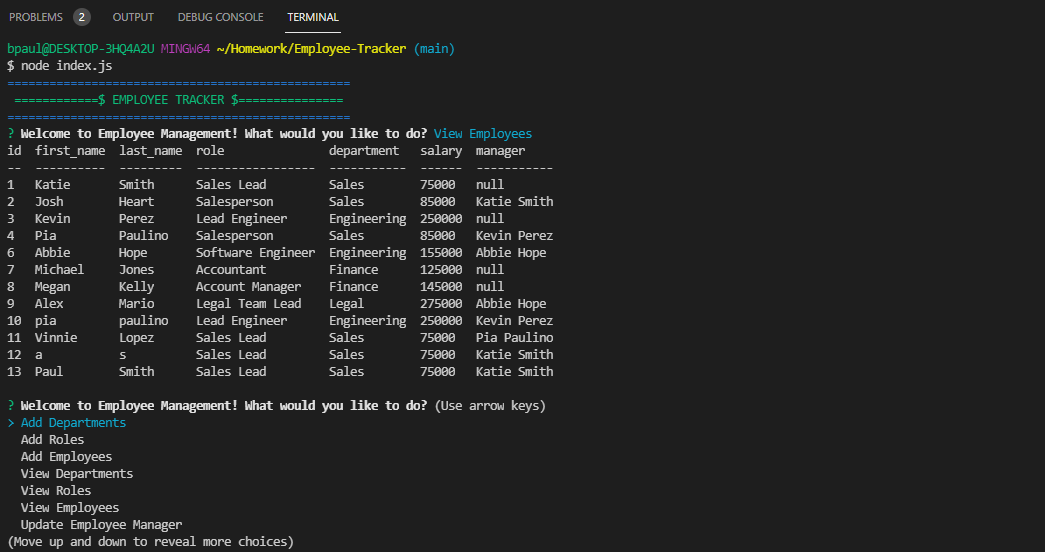 PROBLEMS 2 OUTPUT DEBUG CONSOLE TERMINAL
bpaul@DESKTOP-3HQ4A2U MINGW64 ~/Homework/Employee-Tracker (main)
$ node index.js
=================================================
============$ EMPLOYEE TRACKER $===============
=================================================
? Welcome to Employee Management! What would you like to do? View Employees
id  first_name  last_name  role               department   salary  manager
--  ----------  ---------  -----------------  -----------  ------  -----------
1   Katie       Smith      Sales Lead         Sales        75000   null
2   Josh        Heart      Salesperson        Sales        85000   Katie Smith
3   Kevin       Perez      Lead Engineer      Engineering  250000  null
4   Pia         Paulino    Salesperson        Sales        85000   Kevin Perez
6   Abbie       Hope       Software Engineer  Engineering  155000  Abbie Hope
7   Michael     Jones      Accountant         Finance      125000  null
8   Megan       Kelly      Account Manager    Finance      145000  null
9   Alex        Mario      Legal Team Lead    Legal        275000  Abbie Hope
10  pia         paulino    Lead Engineer      Engineering  250000  Kevin Perez
11  Vinnie      Lopez      Sales Lead         Sales        75000   Pia Paulino
12  a           s          Sales Lead         Sales        75000   Katie Smith
13  Paul        Smith      Sales Lead         Sales        75000   Katie Smith
? Welcome to Employee Management! What would you like to do? (Use arrow keys)
> Add Departments
Add Roles
Add Employees
View Departments
View Roles
View Employees
Update Employee Manager
(Move up and down to reveal more choices)